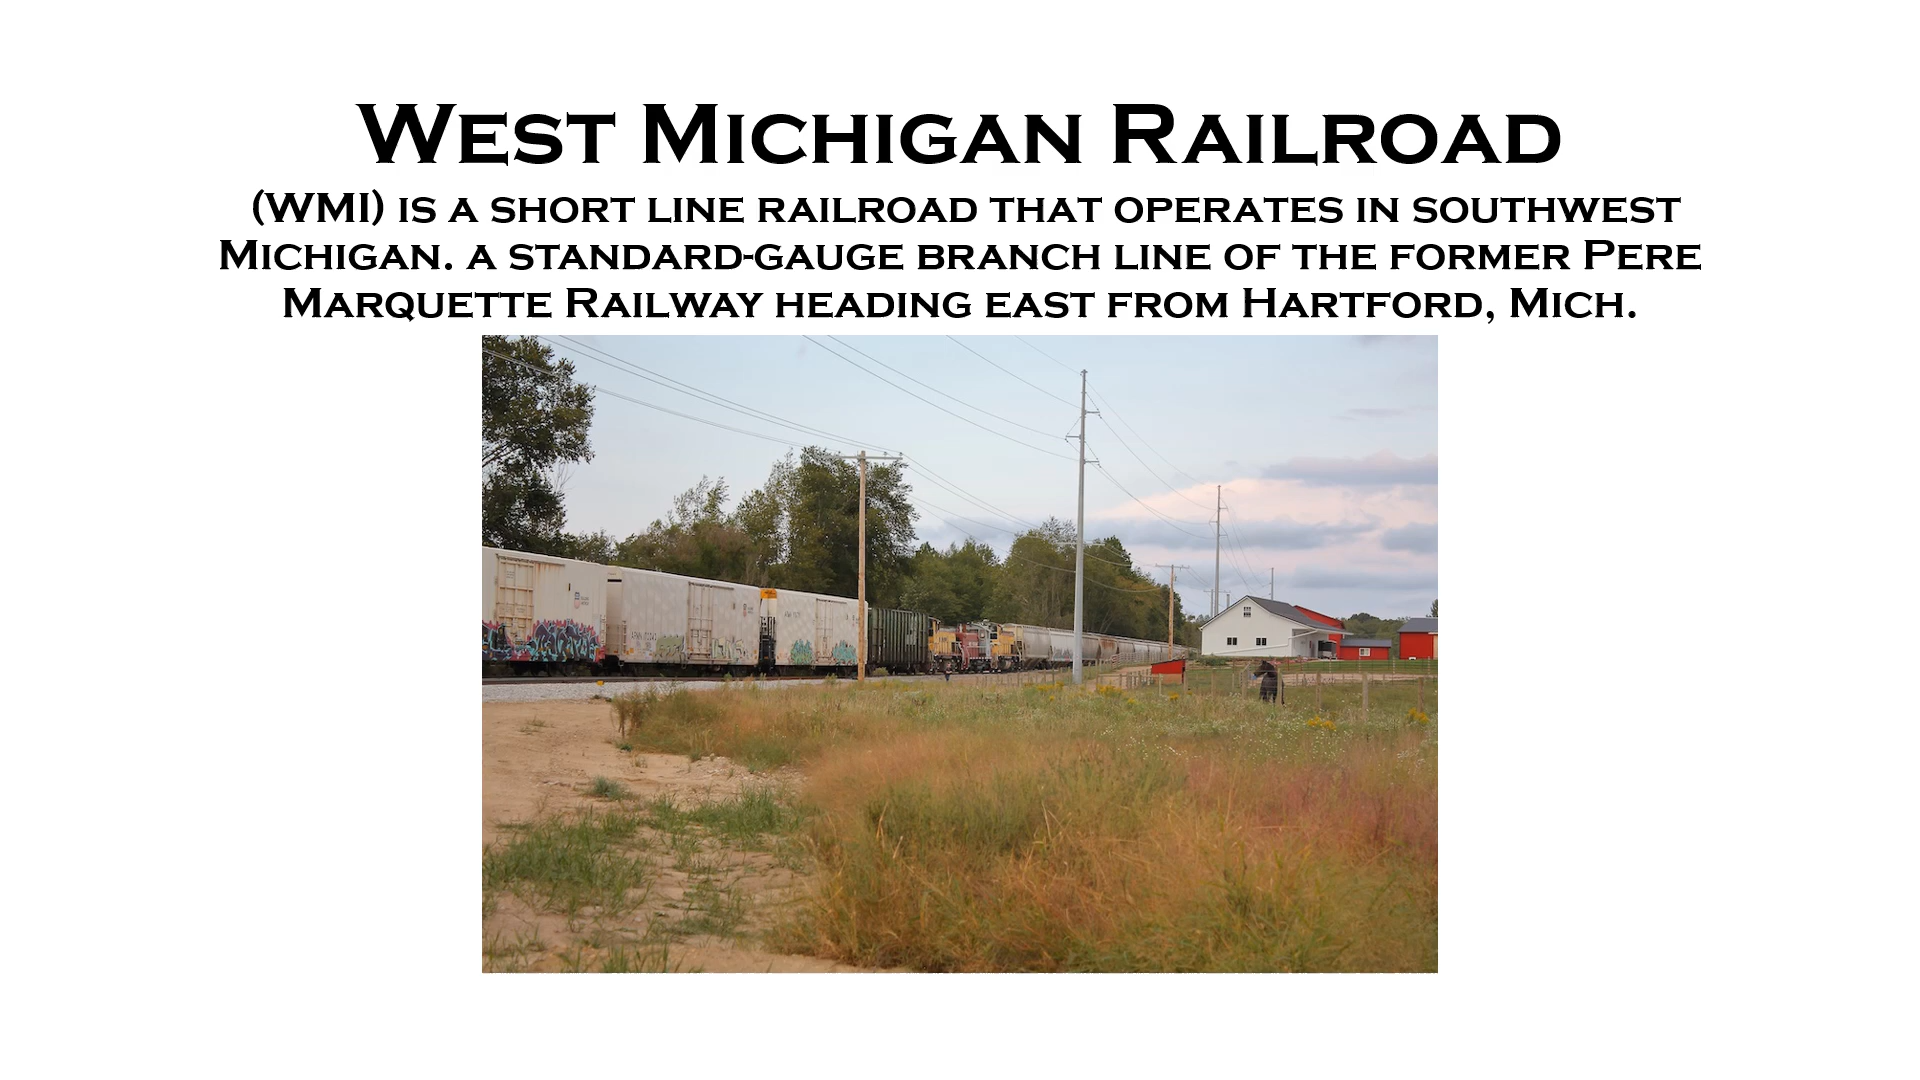 West Michigan Railroad
(WMI) is a short line railroad that operates in southwest
Michigan. a standard-gauge branch line of the former Pere
Marquette Railway heading east from Hartford, Mich.